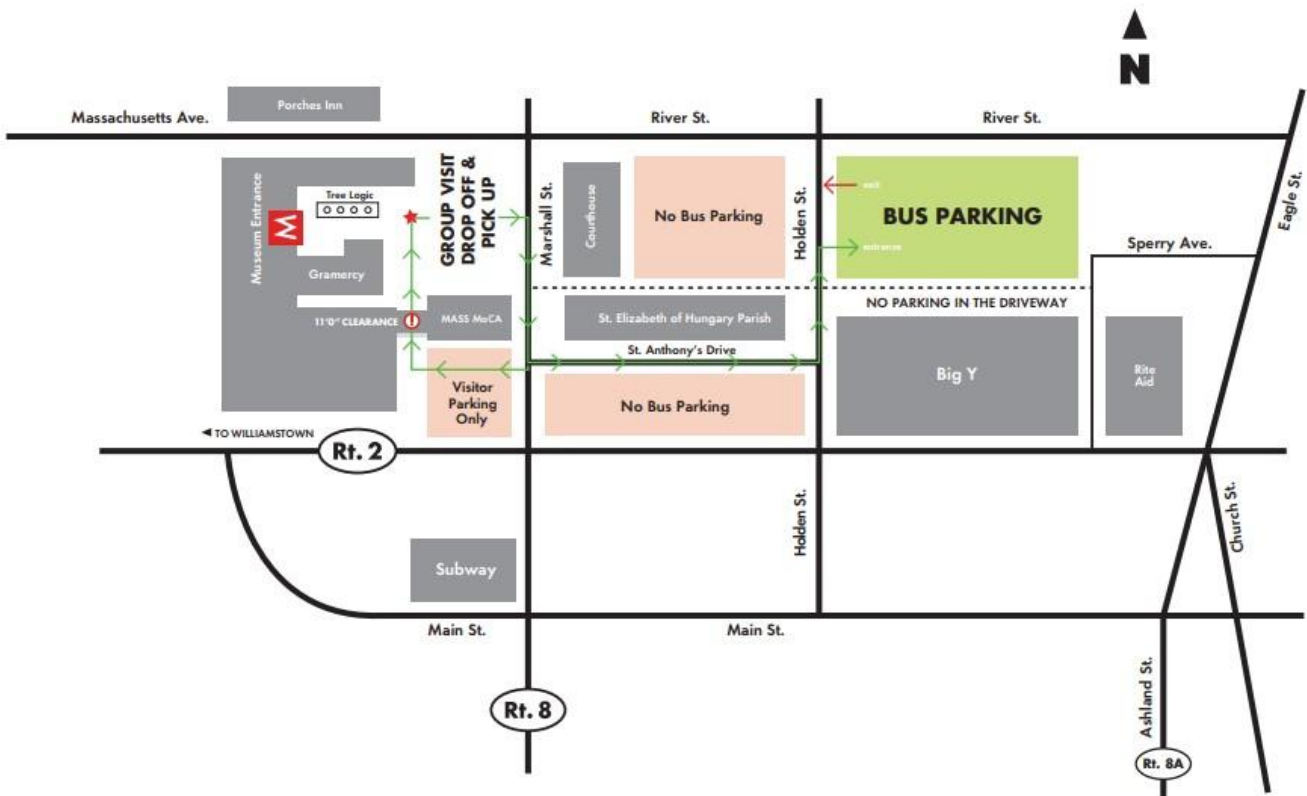 N
Porches Inn
Massachusetts Ave.
River St.
River St.
Museum Entrance
Tree Logic
GROUP VISIT
DROP OFF &
PICK UP
Marshall St.
Courthouse
No Bus Parking
Holden St.
exit
BUS PARKING
entrance
Eagle St.
Sperry Ave.
Gramercy
NO PARKING IN THE DRIVEWAY
11'0" CLEARANCE
MASS MoCA
St. Elizabeth of Hungary Parish
St. Anthony's Drive
Visitor
Parking
Only
No Bus Parking
Big Y
Rite
Aid
TO WILLIAMSTOWN
Rt. 2
Holden St.
Church St.
Subway
Main St.
Main St.
Rt. 8
Ashland St.
Rt. 8A